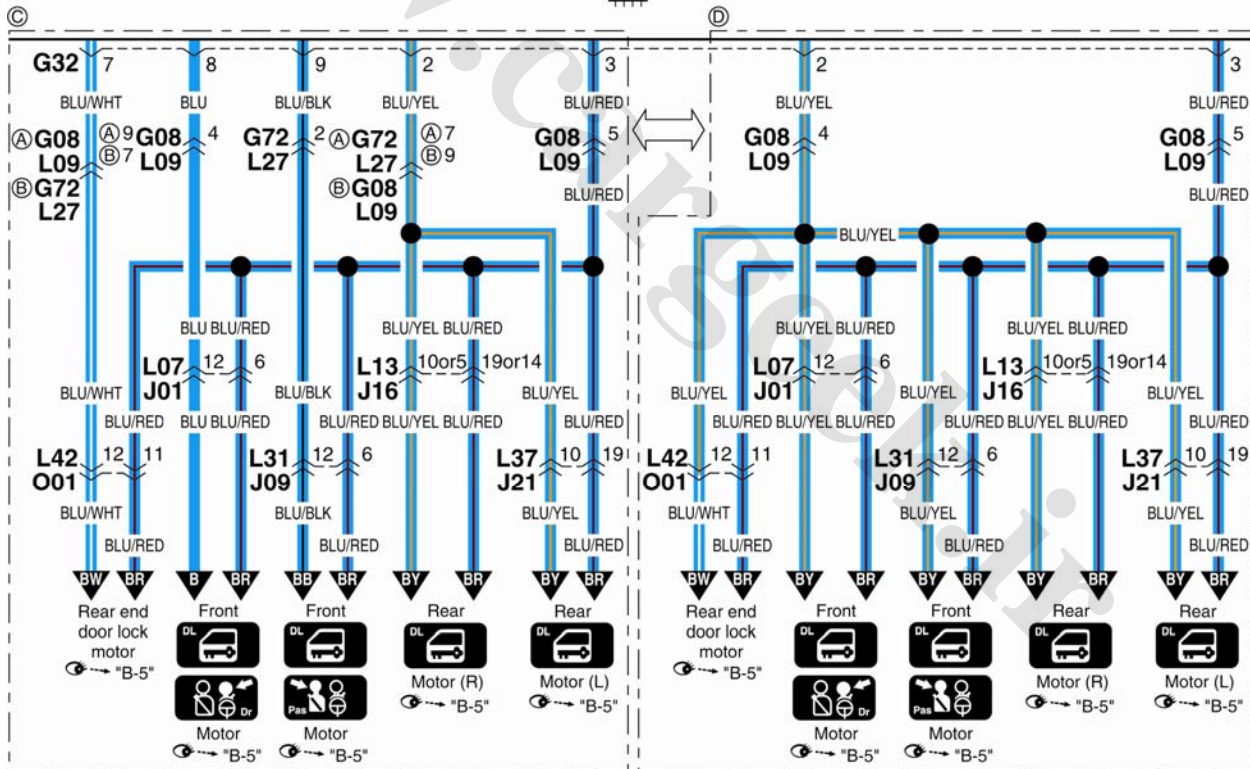 Ⓒ Ⓓ
G32 7 8 9 2 3 2 3
BLU/WHT BLU BLU/BLK BLU/YEL BLU/RED BLU/YEL BLU/RED
Ⓐ G08 Ⓐ 9 G08 4 G72 2 Ⓐ G72 Ⓐ 7 G08 5 G08 4 G08 5
L09 Ⓑ 7 L09 L27 L27 Ⓑ 9 L09 L09 L09
Ⓑ G72 Ⓑ G08 BLU/RED BLU/RED
L27 L09
BLU/YEL
BLU BLU/RED BLU/YEL BLU/RED BLU/YEL BLU/RED BLU/YEL BLU/RED
L07 12 6 L13 10or5 19or14 L07 12 6 L13 10or5 19or14
J01 J16 J01 J16
BLU/WHT BLU/BLK BLU/YEL BLU/YEL BLU/YEL BLU/YEL
BLU/RED BLU BLU/RED BLU/RED BLU/YEL BLU/RED BLU/RED BLU/RED BLU/YEL BLU/RED BLU/RED BLU/YEL BLU/RED BLU/RED
L42 12 11 L31 12 6 L37 10 19 L42 12 11 L31 12 6 L37 10 19
O01 J09 J21 O01 J09 J21
BLU/WHT BLU/BLK BLU/YEL BLU/WHT BLU/YEL BLU/YEL
BLU/RED BLU/RED BLU/RED BLU/RED BLU/RED BLU/RED
BW BR B BR BB BR BY BR BY BR BW BR BY BR BY BR BY BR BY BR
Rear end Front Front Rear Rear Rear end Front Front Rear Rear
door lock DL DL DL DL door lock DL DL DL DL
motor motor
"B-5" Motor (R) Motor (L) "B-5" Motor (R) Motor (L)
Dr Pas "B-5" "B-5" Dr Pas "B-5" "B-5"
Motor Motor Motor Motor
"B-5" "B-5" "B-5" "B-5"